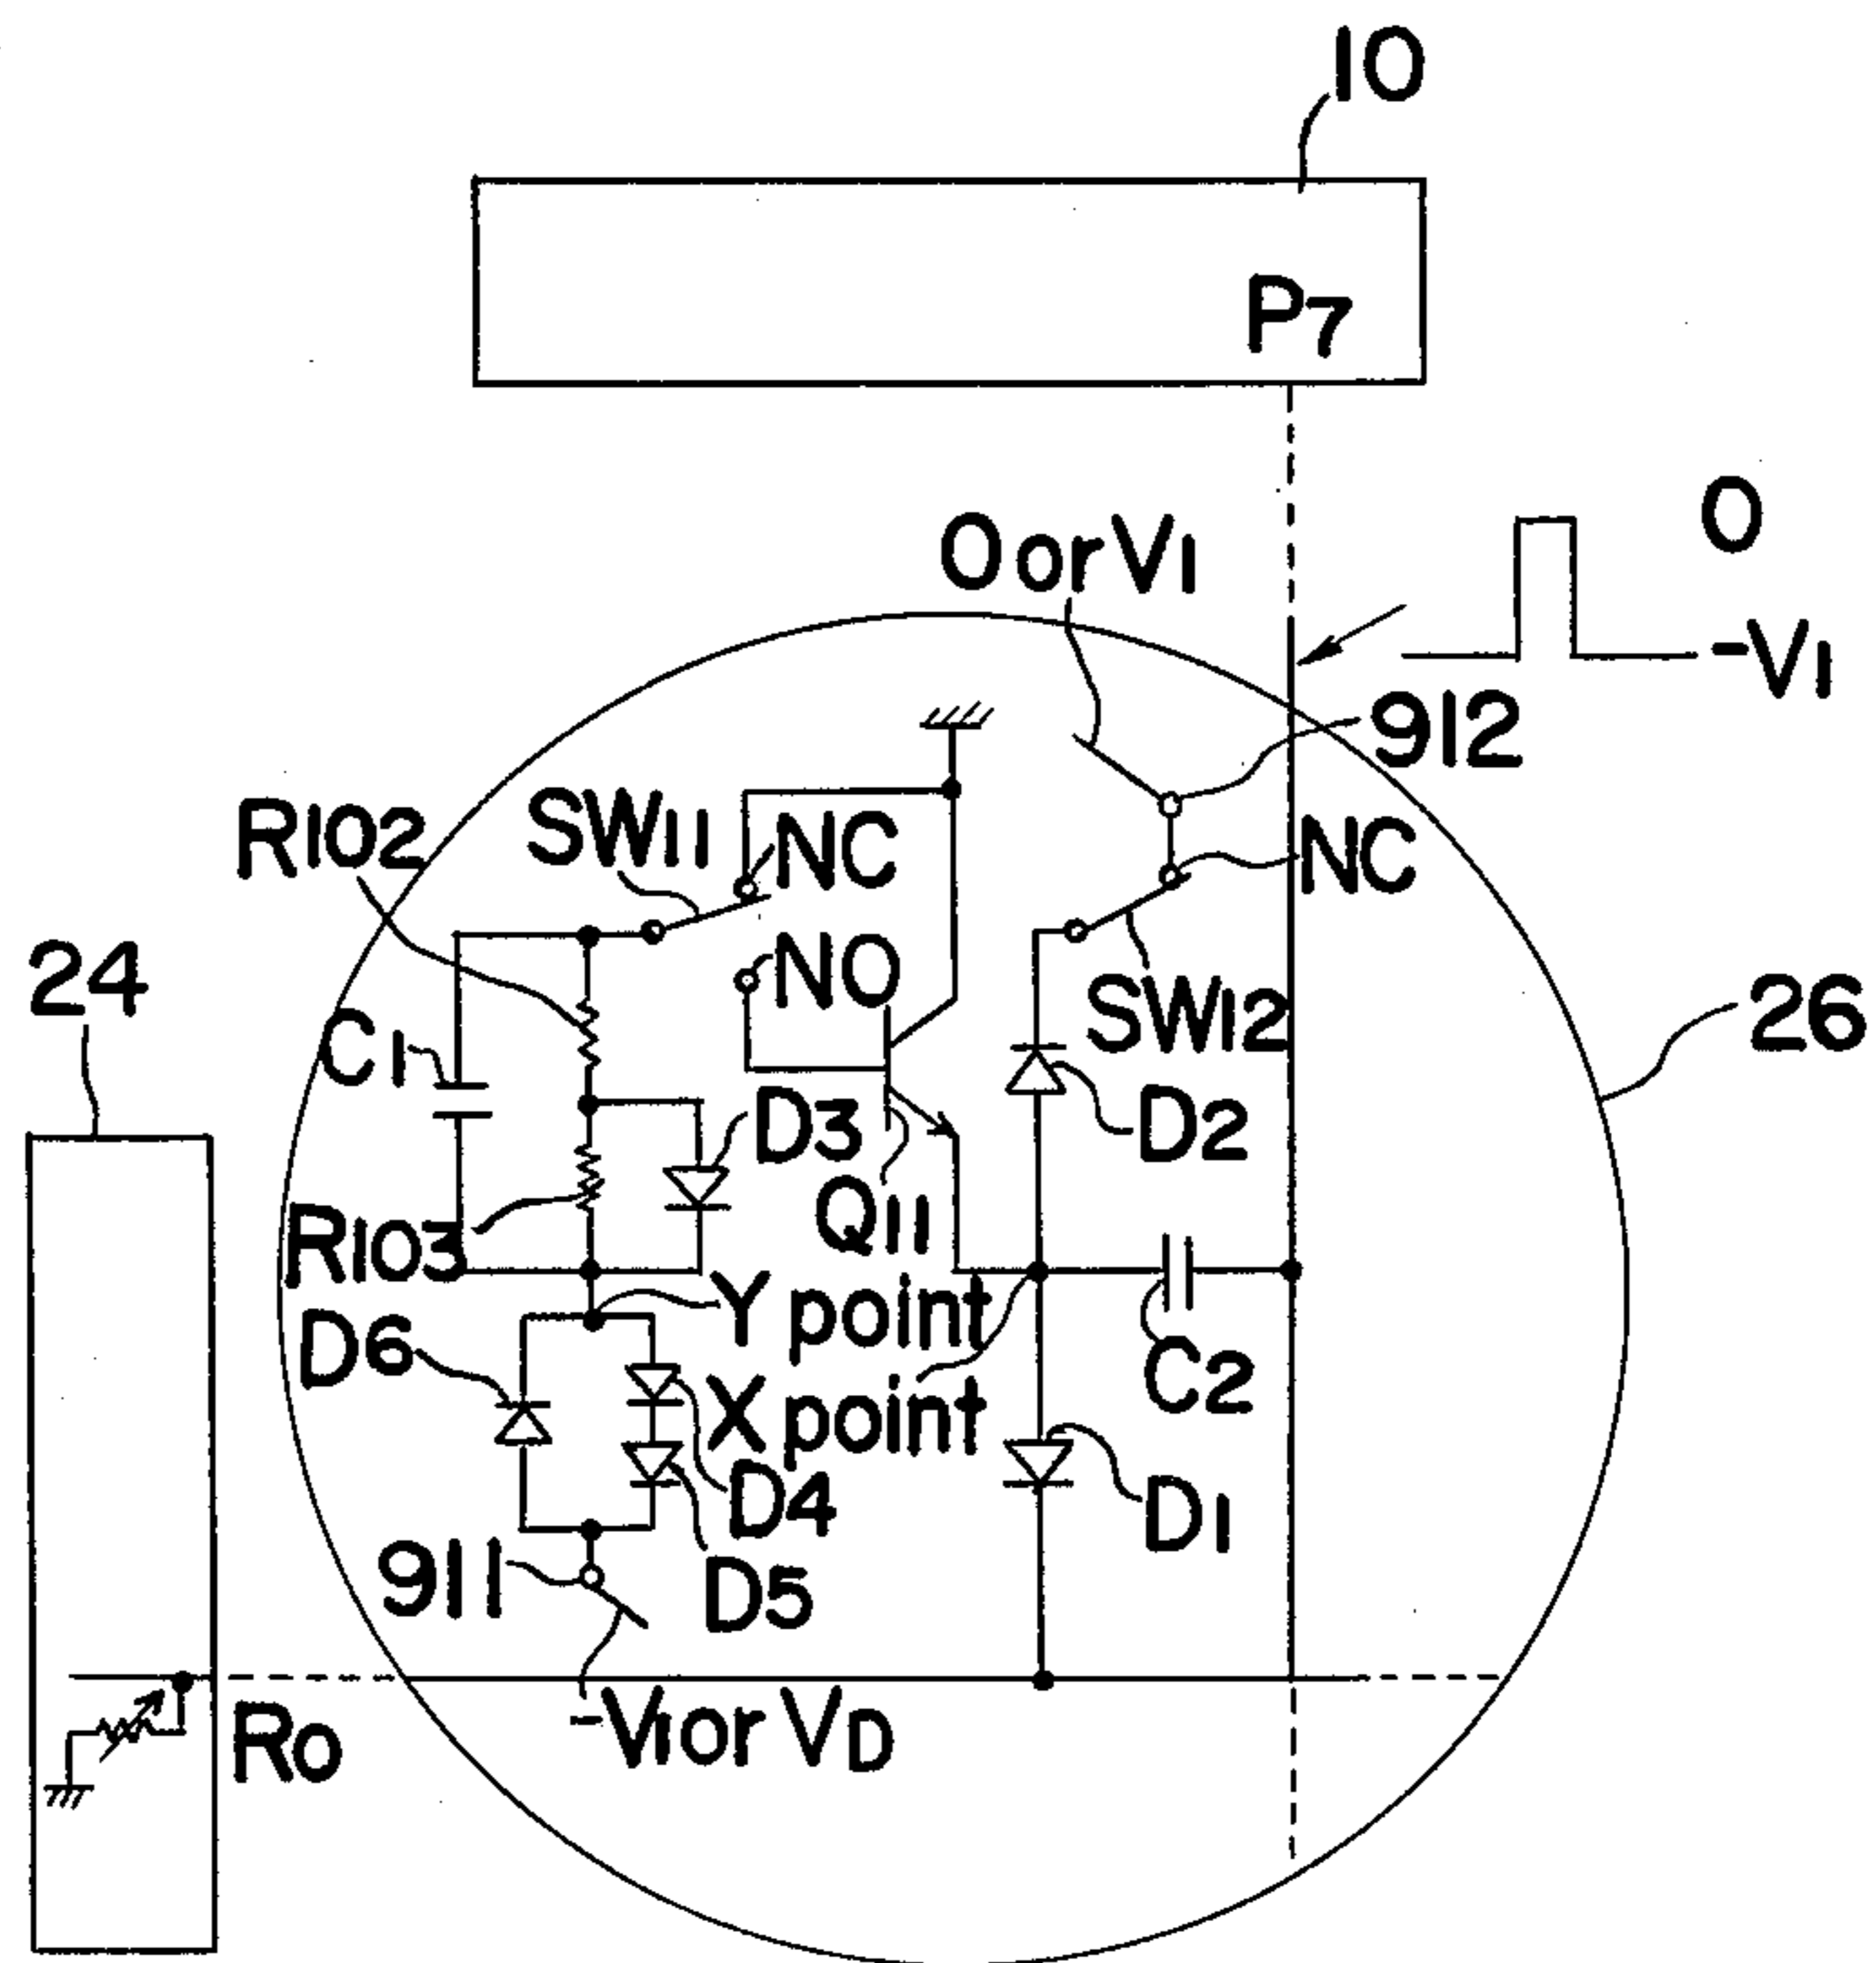 10
P7
0
0 or V1
-V1
912
R102
SW11
NC
NC
24
NO
C1
SW12
26
D3
D2
R103
Q11
Y point
D6
X point
C2
D4
D1
911
D5
R0
-V1 or VD